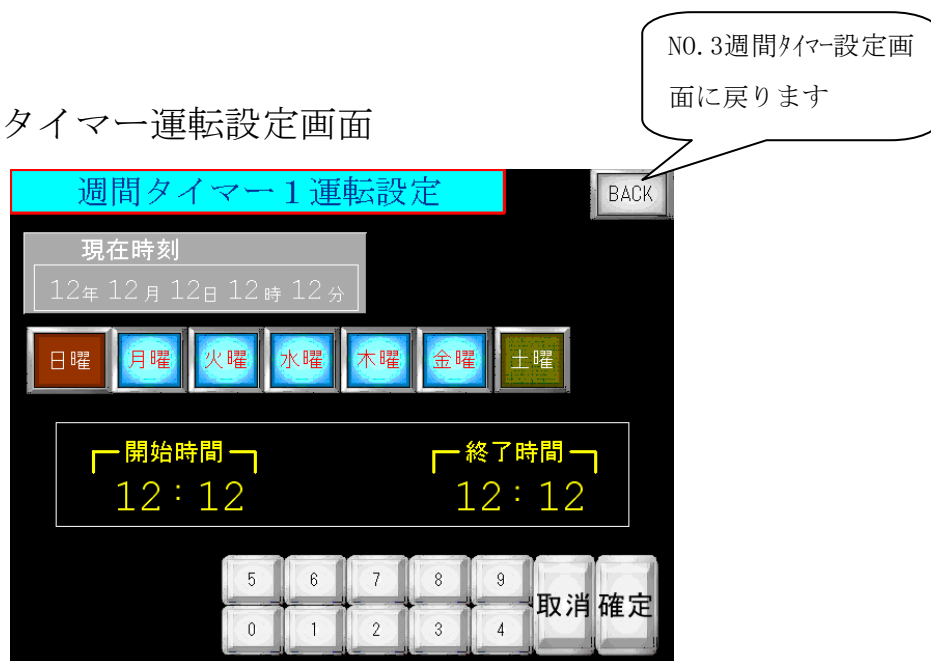 NO.3週間ﾀｲﾏｰ設定画
面に戻ります
タイマー運転設定画面
週間タイマー１運転設定
BACK
現在時刻
12年 12月 12日 12時 12分
日曜 月曜 火曜 水曜 木曜 金曜 土曜
開始時間 終了時間
12:12 12:12
5 6 7 8 9
取消 確定
0 1 2 3 4